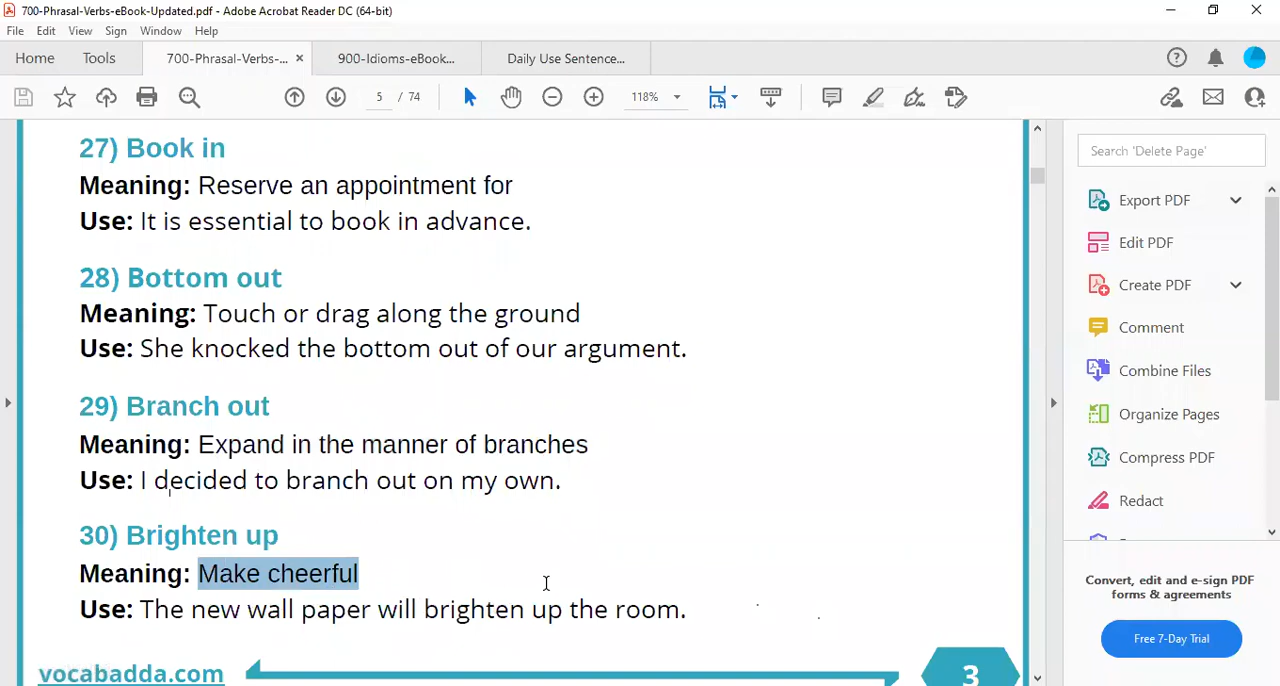 700-Phrasal-Verbs-eBook-Updated.pdf - Adobe Acrobat Reader DC (64-bit)
File Edit View Sign Window Help
Home Tools 700-Phrasal-Verbs-... × 900-Idioms-eBook... Daily Use Sentence...
5 / 74 118%
27) Book in
Meaning: Reserve an appointment for
Use: It is essential to book in advance.
28) Bottom out
Meaning: Touch or drag along the ground
Use: She knocked the bottom out of our argument.
29) Branch out
Meaning: Expand in the manner of branches
Use: I decided to branch out on my own.
30) Brighten up
Meaning: Make cheerful
Use: The new wall paper will brighten up the room.
vocabadda.com
3
Search 'Delete Page'
Export PDF
Edit PDF
Create PDF
Comment
Combine Files
Organize Pages
Compress PDF
Redact
Convert, edit and e-sign PDF
forms & agreements
Free 7-Day Trial